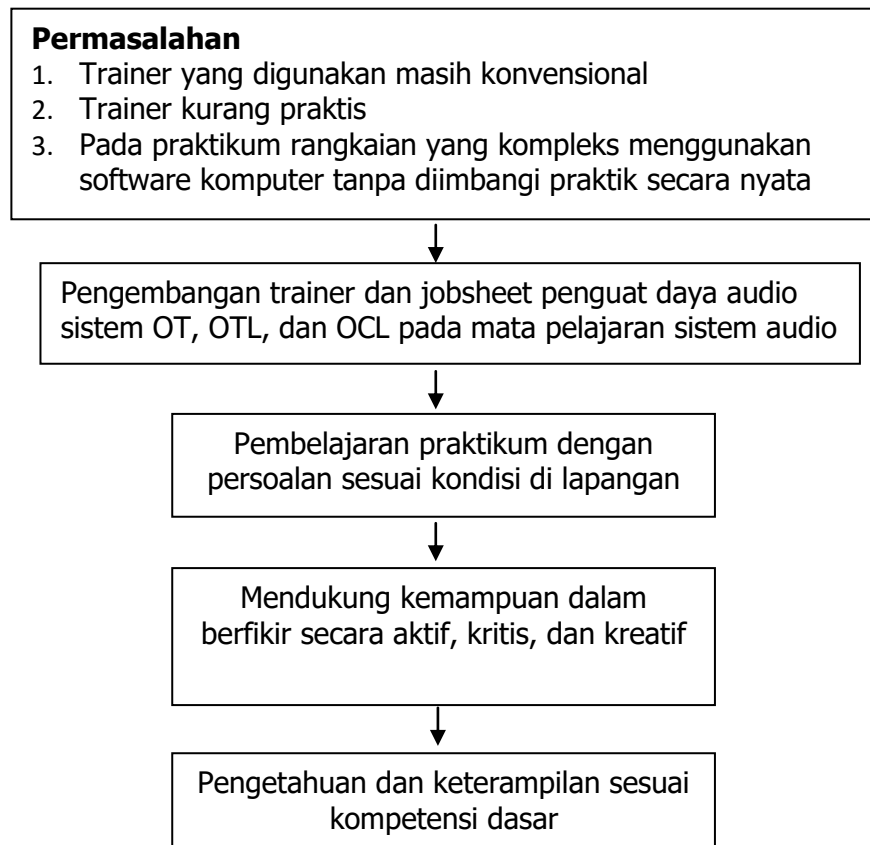 Permasalahan
1. Trainer yang digunakan masih konvensional
2. Trainer kurang praktis
3. Pada praktikum rangkaian yang kompleks menggunakan
software komputer tanpa diimbangi praktik secara nyata
Pengembangan trainer dan jobsheet penguat daya audio
sistem OT, OTL, dan OCL pada mata pelajaran sistem audio
Pembelajaran praktikum dengan
persoalan sesuai kondisi di lapangan
Mendukung kemampuan dalam
berfikir secara aktif, kritis, dan kreatif
Pengetahuan dan keterampilan sesuai
kompetensi dasar